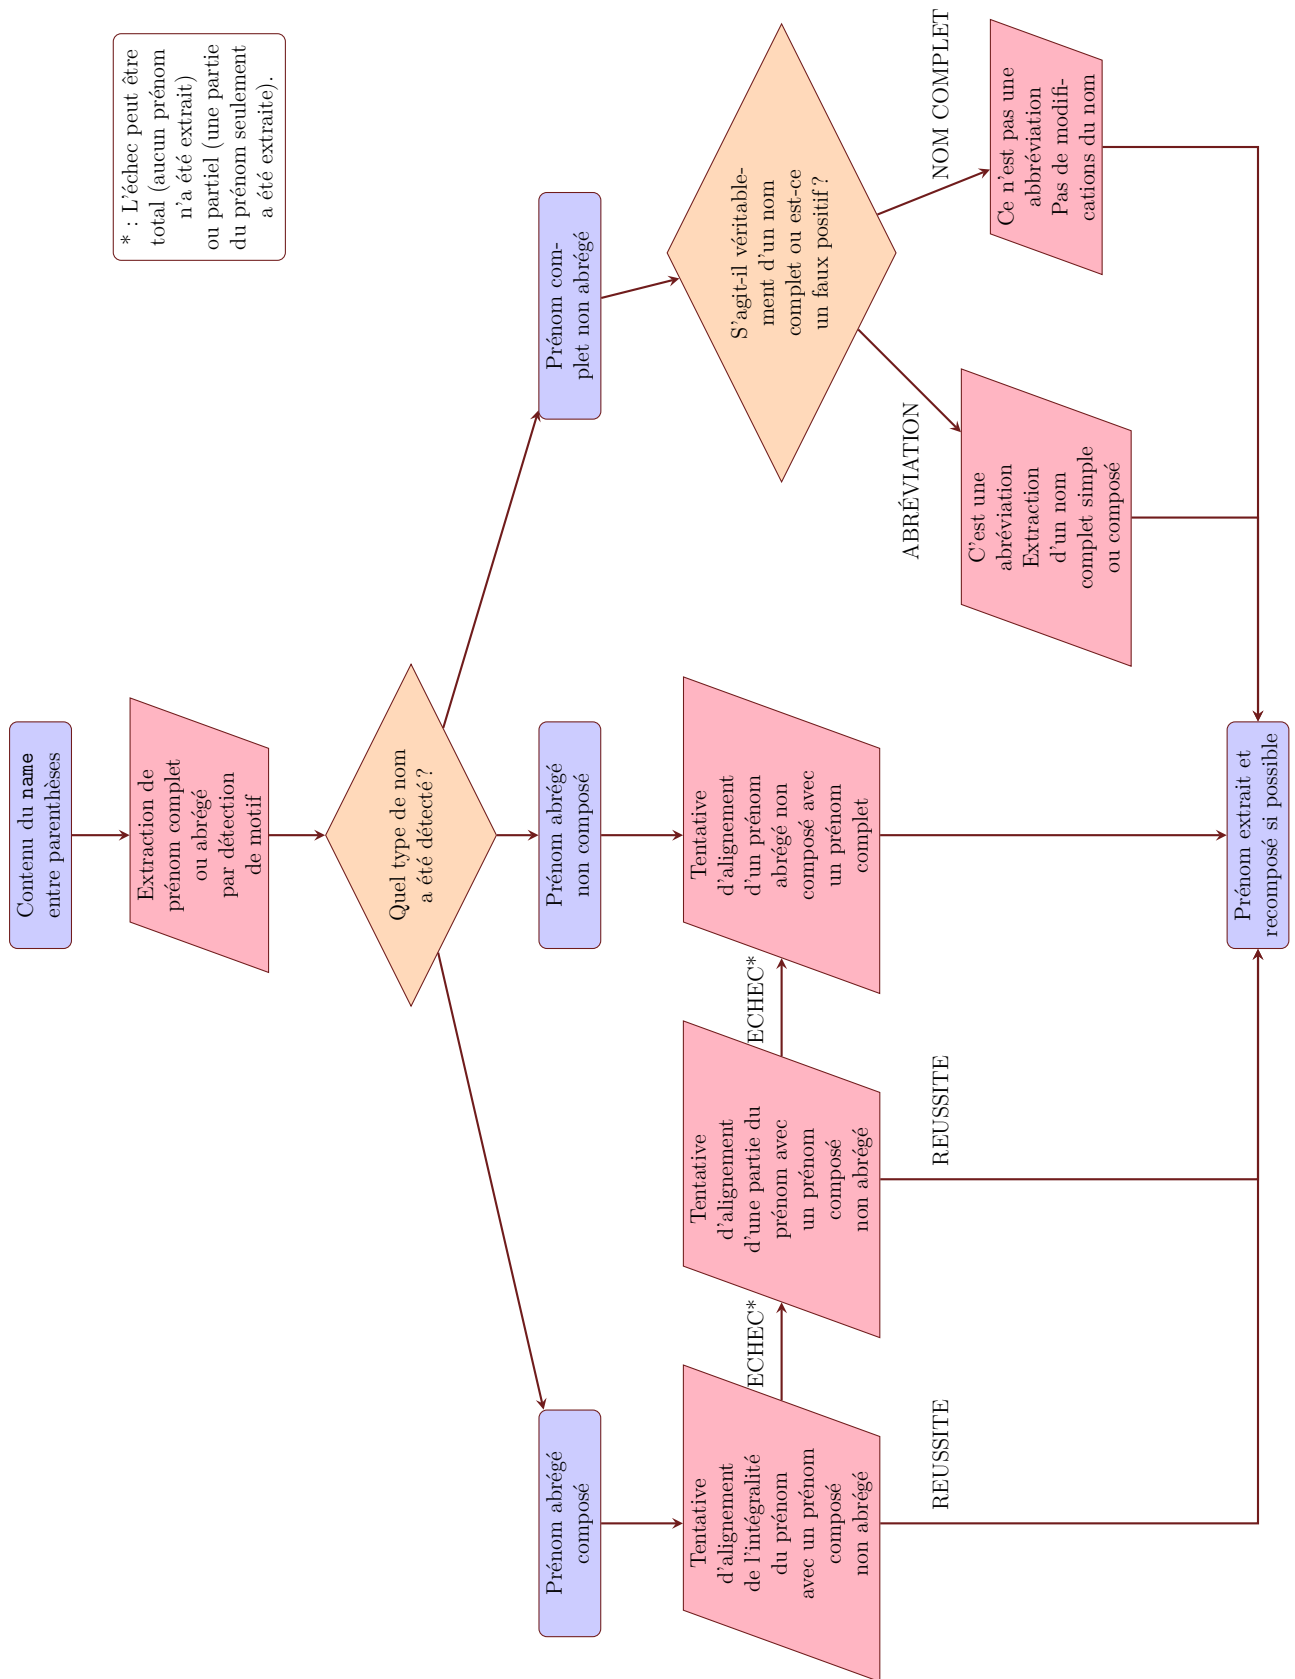 Contenu du name
entre parenthèses
* : L'échec peut être
total (aucun prénom
n'a été extrait)
ou partiel (une partie
du prénom seulement
a été extraite).
Extraction de
prénom complet
ou abrégé
par détection
de motif
Quel type de nom
a été détecté ?
Prénom abrégé
composé
Prénom abrégé
non composé
Prénom com-
plet non abrégé
Tentative
d'alignement
de l'intégralité
du prénom
avec un prénom
composé
non abrégé
ECHEC*
Tentative
d'alignement
d'une partie du
prénom avec
un prénom
composé
non abrégé
ECHEC*
Tentative
d'alignement
d'un prénom
abrégé non
composé avec
un prénom
complet
S'agit-il véritable-
ment d'un nom
complet ou est-ce
un faux positif ?
REUSSITE
REUSSITE
ABRÉVIATION
NOM COMPLET
C'est une
abréviation
Extraction
d'un nom
complet simple
ou composé
Ce n'est pas une
abbréviation
Pas de modifi-
cations du nom
Prénom extrait et
recomposé si possible